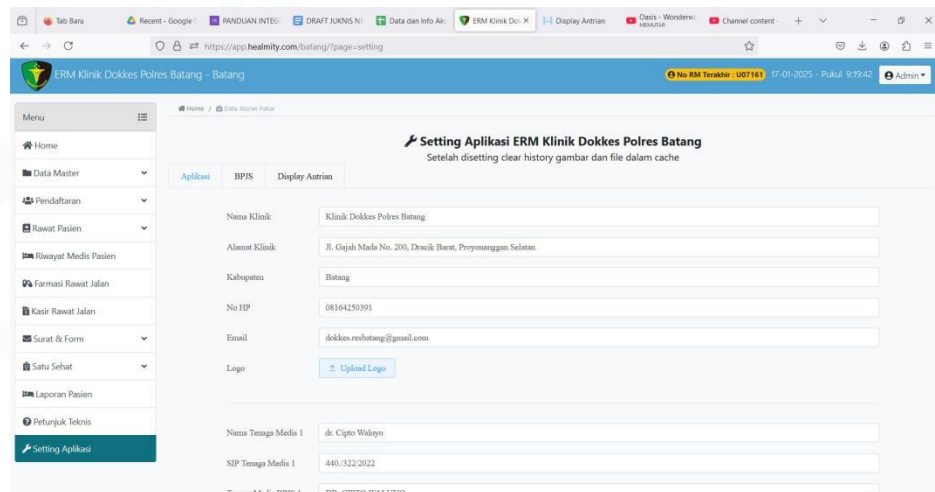 Tab Baru
Recent - Google
PANDUAN INTEG
DRAFT JUKNIS N
Data dan Info Ak
ERM Klinik Do
Display Antrian
Oasis - Wonderw
MEMUTAR
Channel content
https://app.healmity.com/batang/?page=setting
ERM Klinik Dokkes Polres Batang - Batang
No RM Terakhir : U07161
17-01-2025 - Pukul 9:19:42
Admin
Menu
Home
Data Master
Pendaftaran
Rawat Pasien
Riwayat Medis Pasien
Farmasi Rawat Jalan
Kasir Rawat Jalan
Surat & Form
Satu Sehat
Laporan Pasien
Petunjuk Teknis
Setting Aplikasi
Home /
Setting Aplikasi ERM Klinik Dokkes Polres Batang
Setelah disetting clear history gambar dan file dalam cache
Aplikasi BPJS Display Antrian
Nama Klinik Klinik Dokkes Polres Batang
Alamat Klinik Jl. Gajah Mada No. 200, Dracik Barat, Proyonanggan Selatan
Kabupaten Batang
No HP 08164250391
Email dokkes.resbatang@gmail.com
Logo Upload Logo
Nama Tenaga Medis 1 dr. Cipto Waluyo
SIP Tenaga Medis 1 440./322/2022